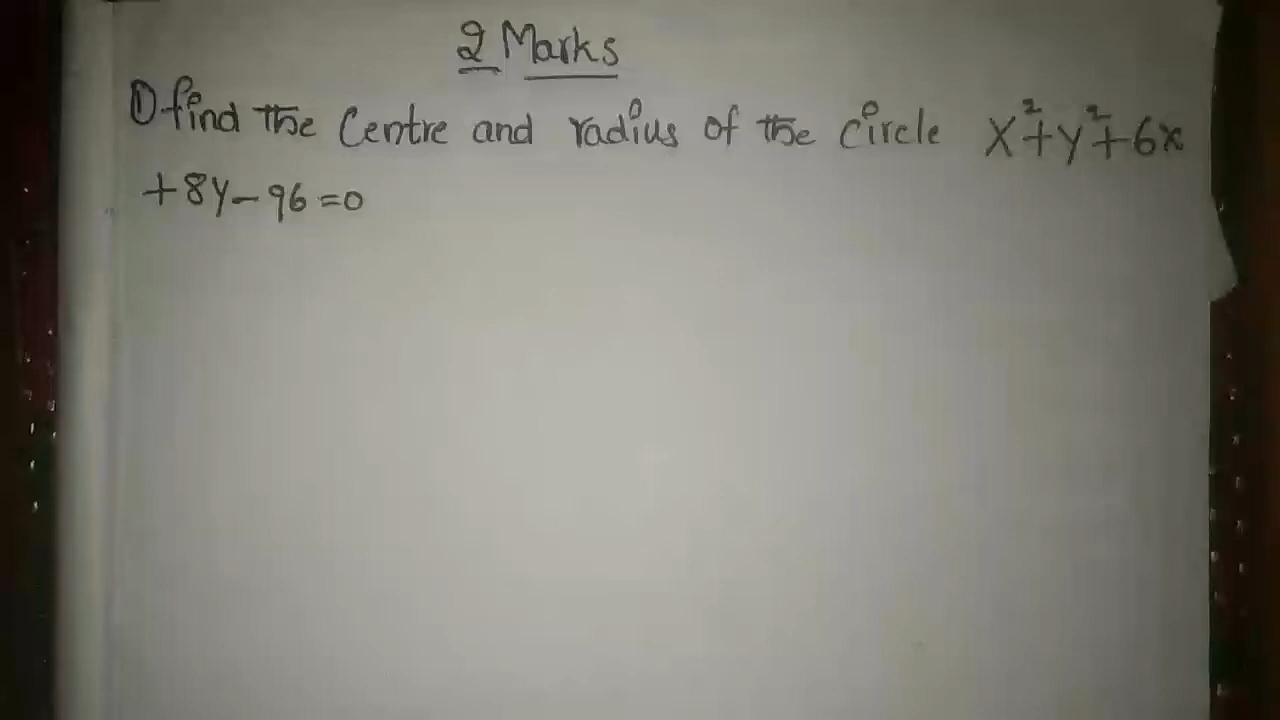 2 Marks
① find the Centre and radius of the circle x²+y²+6x
+8y-96=0